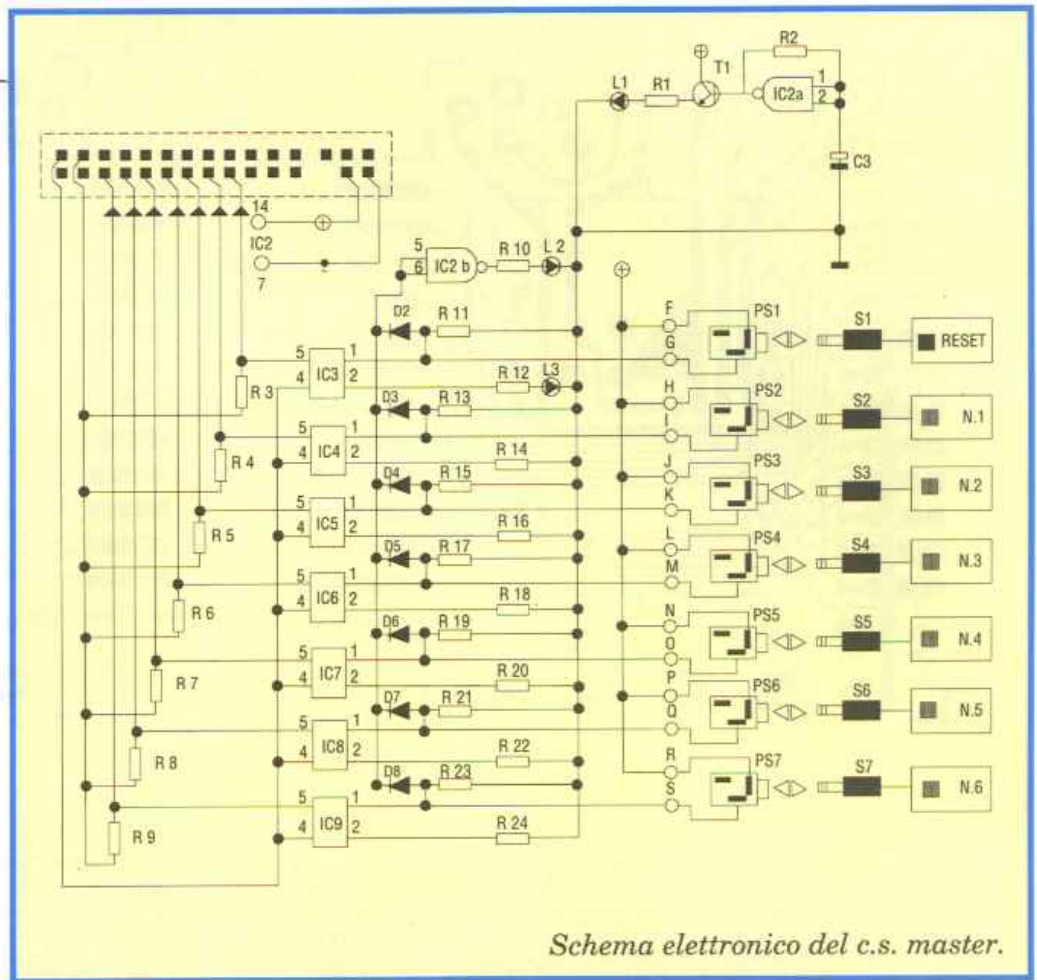 R2
T1
L1
R1
IC2a
1
2
C3
14
IC2
7
5
6
IC2 b
R 10
L 2
D2
R 11
F
PS1
S1
RESET
G
5
1
IC3
4
2
R 3
R 12
L3
H
PS2
S2
N.1
I
D3
R 13
5
1
IC4
4
2
R 4
R 14
J
PS3
S3
N.2
K
D4
R 15
5
1
IC5
4
2
R 5
R 16
L
PS4
S4
N.3
M
D5
R 17
5
1
IC6
4
2
R 6
R 18
N
PS5
S5
N.4
O
D6
R 19
5
1
IC7
4
2
R 7
R 20
P
PS6
S6
N.5
Q
D7
R 21
5
1
IC8
4
2
R 8
R 22
R
PS7
S7
N.6
S
D8
R 23
5
1
IC9
4
2
R 9
R 24
Schema elettronico del c.s. master.